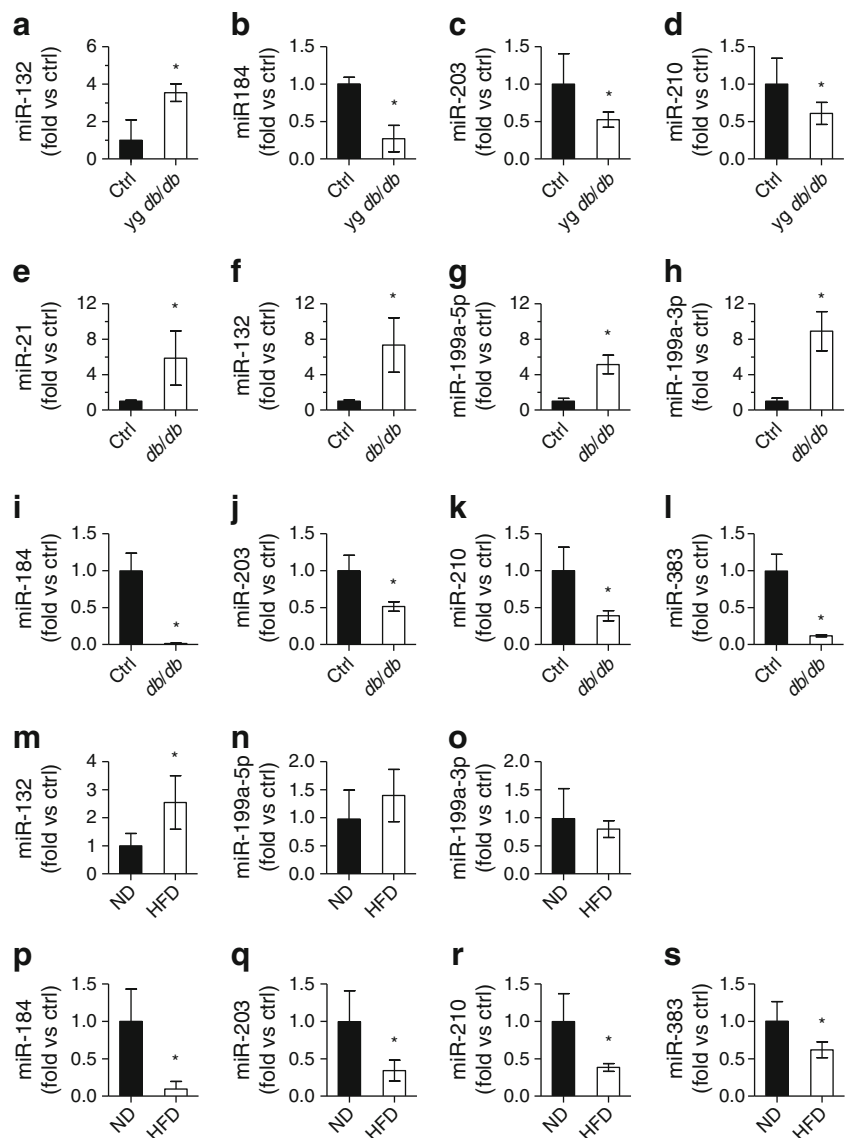 a
miR-132
(fold vs ctrl)
6
4
2
0
*
Ctrl
yg db/db
b
miR184
(fold vs ctrl)
1.5
1.0
0.5
0.0
*
Ctrl
yg db/db
c
miR-203
(fold vs ctrl)
1.5
1.0
0.5
0.0
*
Ctrl
yg db/db
d
miR-210
(fold vs ctrl)
1.5
1.0
0.5
0.0
*
Ctrl
yg db/db
e
miR-21
(fold vs ctrl)
12
8
4
0
*
Ctrl
db/db
f
miR-132
(fold vs ctrl)
12
8
4
0
*
Ctrl
db/db
g
miR-199a-5p
(fold vs ctrl)
12
8
4
0
*
Ctrl
db/db
h
miR-199a-3p
(fold vs ctrl)
12
8
4
0
*
Ctrl
db/db
i
miR-184
(fold vs ctrl)
1.5
1.0
0.5
0.0
*
Ctrl
db/db
j
miR-203
(fold vs ctrl)
1.5
1.0
0.5
0.0
*
Ctrl
db/db
k
miR-210
(fold vs ctrl)
1.5
1.0
0.5
0.0
*
Ctrl
db/db
l
miR-383
(fold vs ctrl)
1.5
1.0
0.5
0.0
*
Ctrl
db/db
m
miR-132
(fold vs ctrl)
4
3
2
1
0
*
ND
HFD
n
miR-199a-5p
(fold vs ctrl)
2.0
1.5
1.0
0.5
0.0
ND
HFD
o
miR-199a-3p
(fold vs ctrl)
2.0
1.5
1.0
0.5
0.0
ND
HFD
p
miR-184
(fold vs ctrl)
1.5
1.0
0.5
0.0
*
ND
HFD
q
miR-203
(fold vs ctrl)
1.5
1.0
0.5
0.0
*
ND
HFD
r
miR-210
(fold vs ctrl)
1.5
1.0
0.5
0.0
*
ND
HFD
s
miR-383
(fold vs ctrl)
1.5
1.0
0.5
0.0
*
ND
HFD